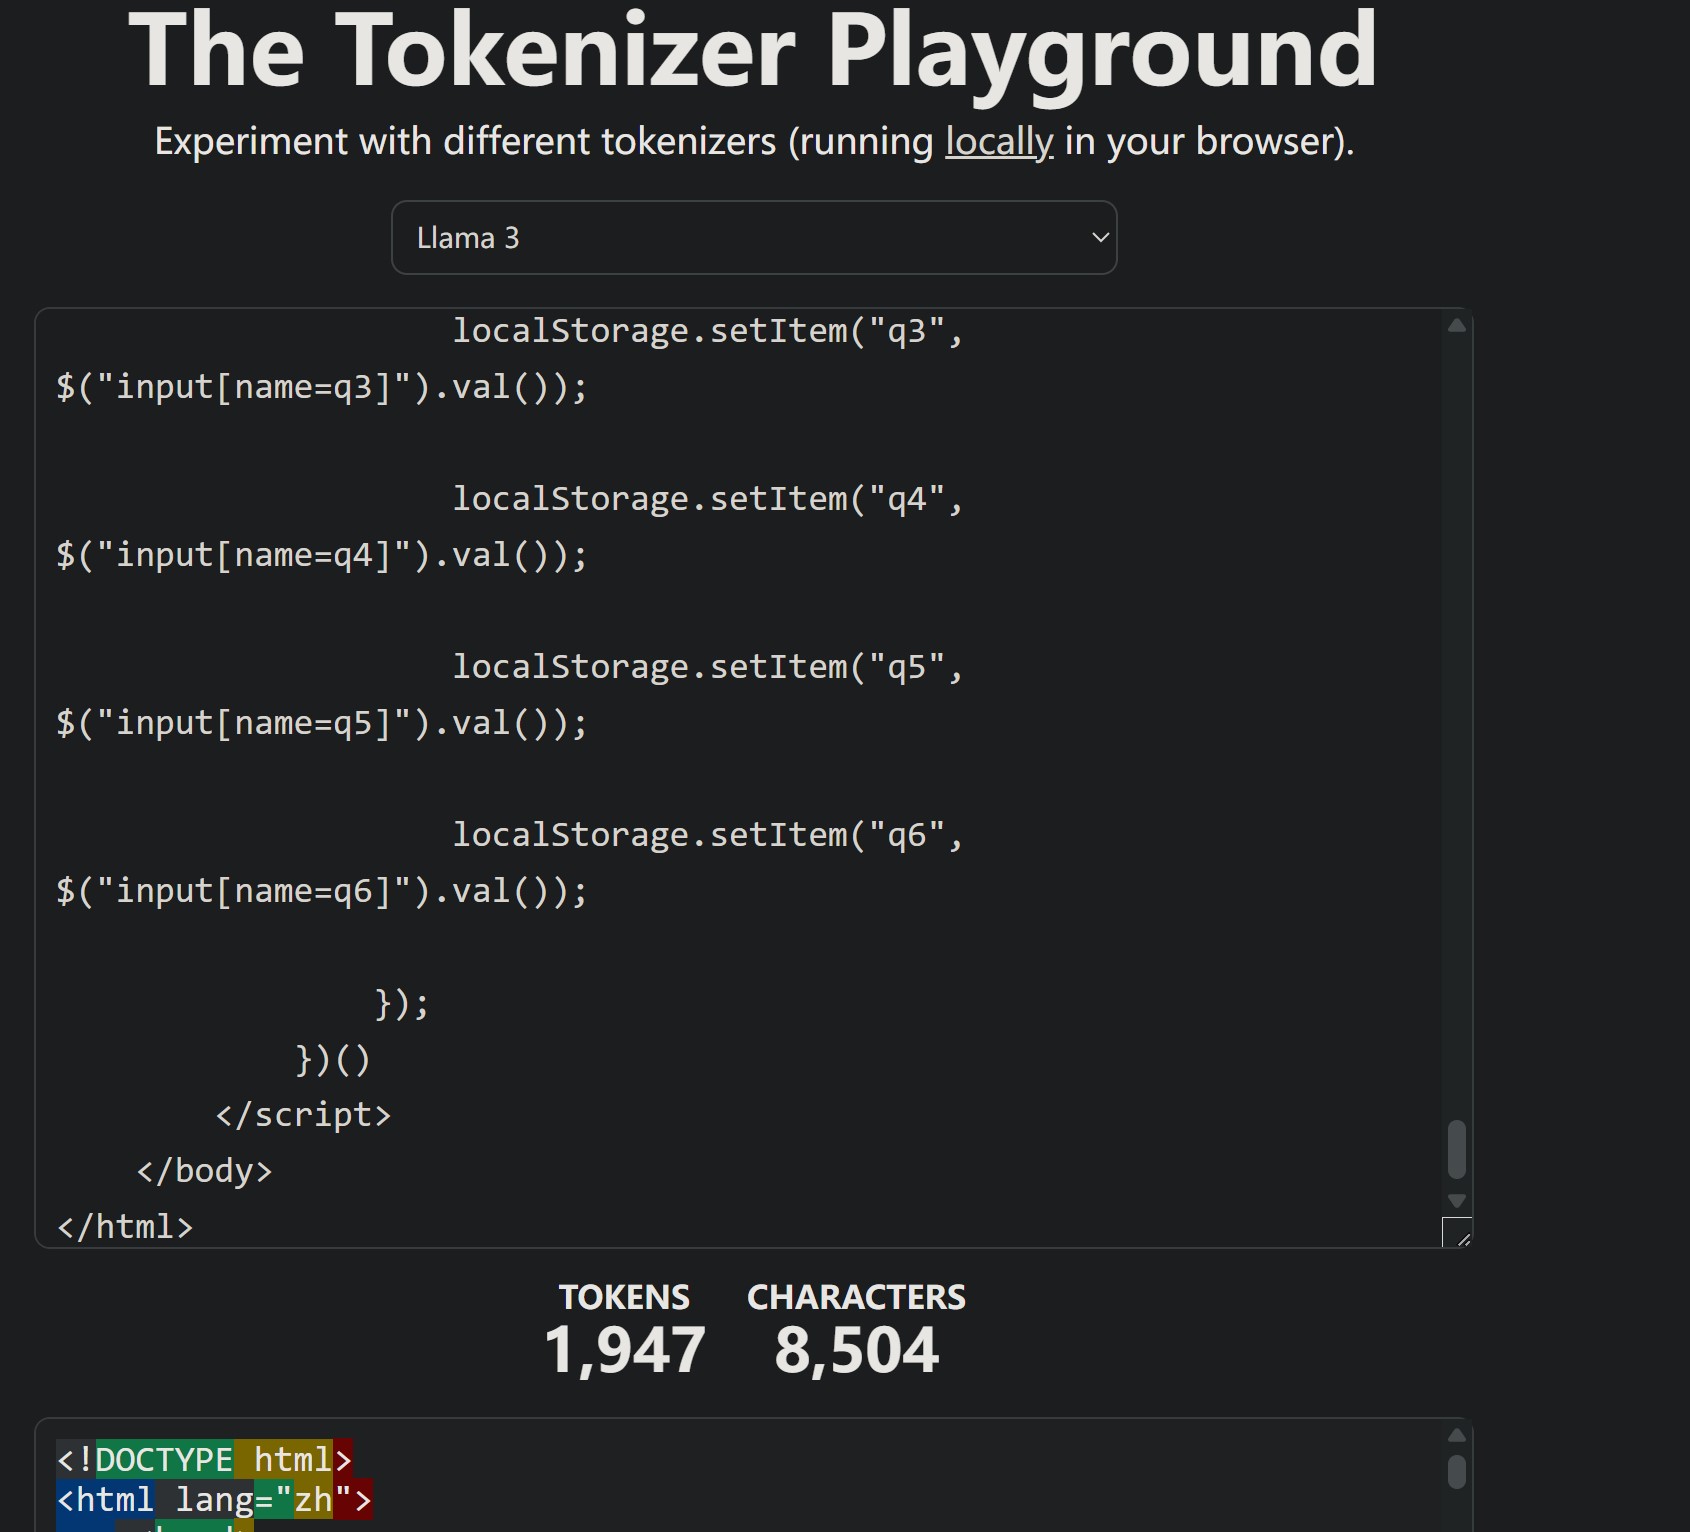 The Tokenizer Playground
Experiment with different tokenizers (running locally in your browser).
Llama 3
localStorage.setItem("q3",
$("input[name=q3]").val());
localStorage.setItem("q4",
$("input[name=q4]").val());
localStorage.setItem("q5",
$("input[name=q5]").val());
localStorage.setItem("q6",
$("input[name=q6]").val());
});
})()
</script>
</body>
</html>
TOKENS CHARACTERS
1,947 8,504
<!DOCTYPE html>
<html lang="zh">